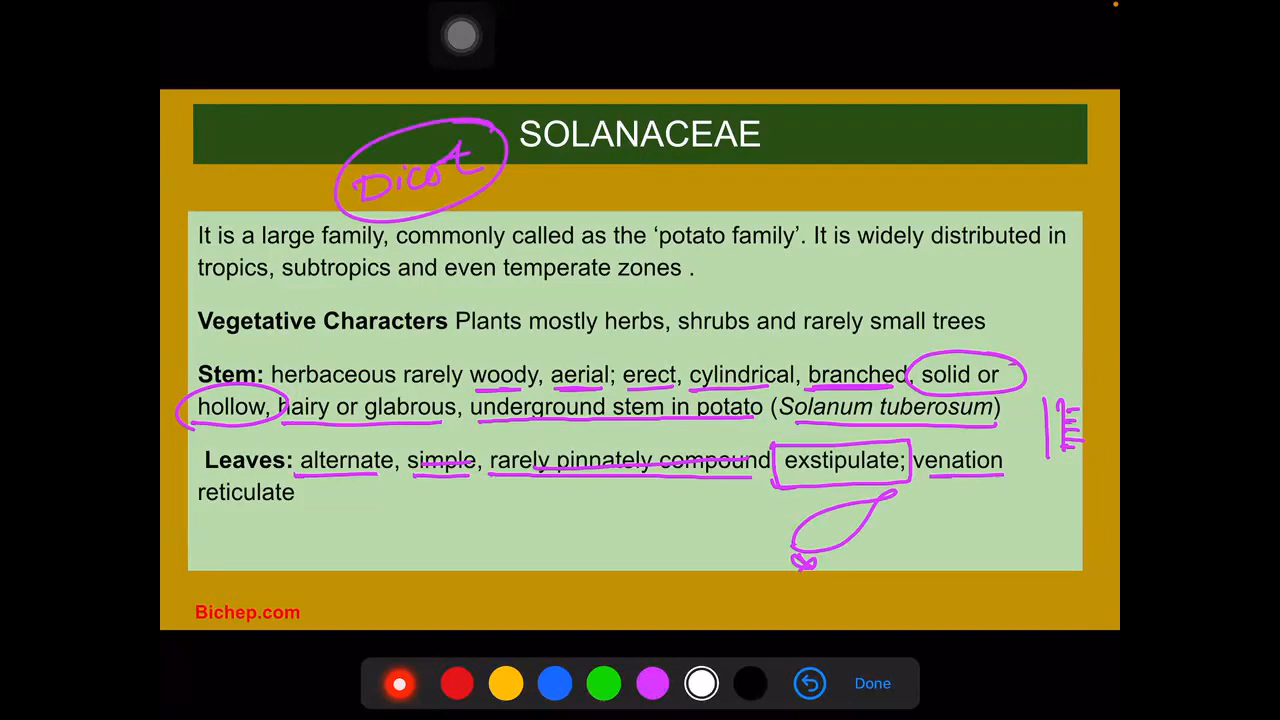 SOLANACEAE
Dicot
It is a large family, commonly called as the ‘potato family’. It is widely distributed in
tropics, subtropics and even temperate zones .
Vegetative Characters Plants mostly herbs, shrubs and rarely small trees
Stem: herbaceous rarely woody, aerial; erect, cylindrical, branched, solid or
hollow, hairy or glabrous, underground stem in potato (Solanum tuberosum)
Leaves: alternate, simple, rarely pinnately compound exstipulate; venation
reticulate
Bichep.com
Done